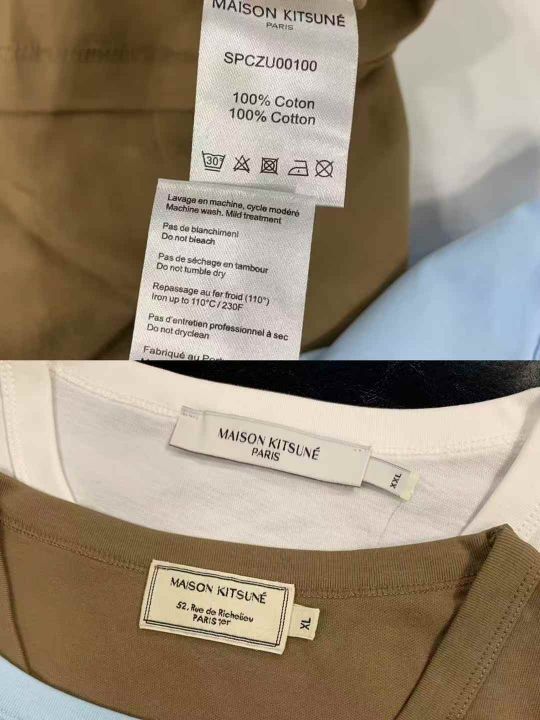 MAISON KITSUNÉ
PARIS
SPCZU00100
100% Coton
100% Cotton
30°
Lavage en machine, cycle modéré
Machine wash. Mild treatment
Pas de blanchiment
Do not bleach
Pas de séchage en tambour
Do not tumble dry
Repassage au fer froid (110°)
Iron up to 110°C / 230F
Pas d'entretien professionnel à sec
Do not dryclean
Fabriqué au
MAISON KITSUNÉ
PARIS
XXL
MAISON KITSUNÉ
52, Rue de Richelieu
PARIS 1er
XL